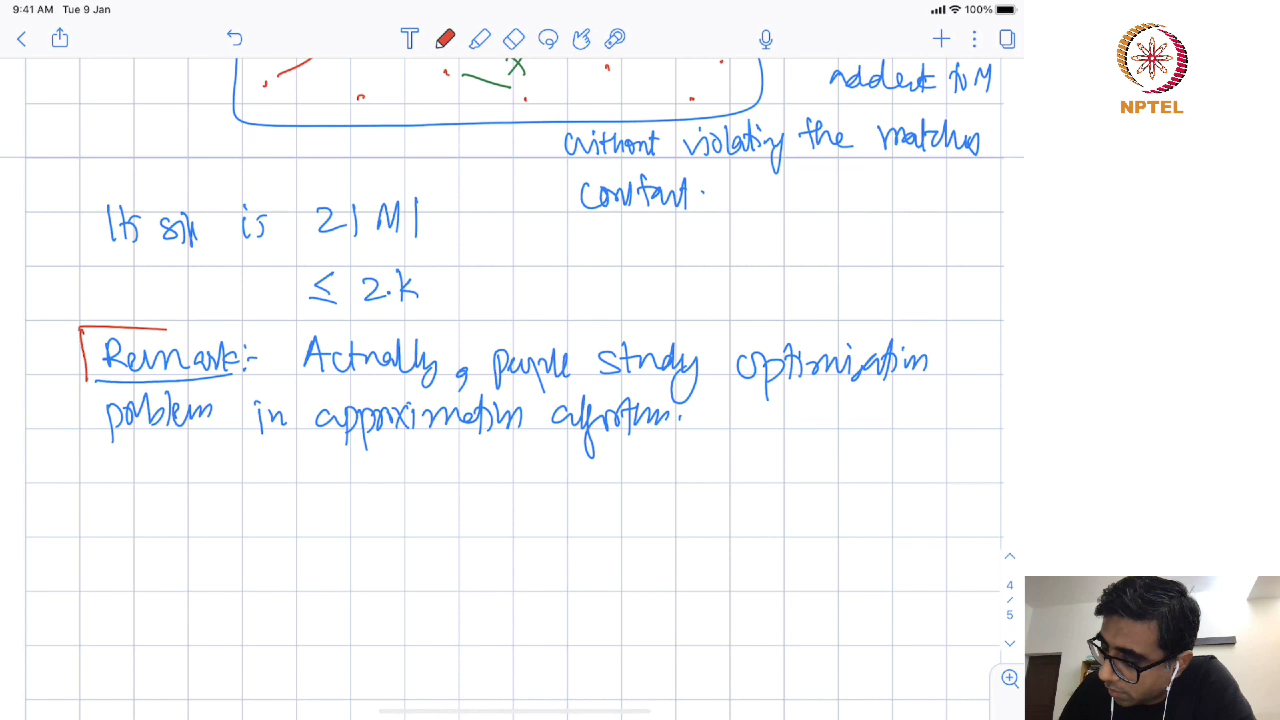 9:41 AM Tue 9 Jan
100%
NPTEL
added to M
without violating the matching
constant.
Its size is 2|M|
≤ 2.k
Remark:- Actually, people study optimization
problem in approximation algorithm.
4
/
5